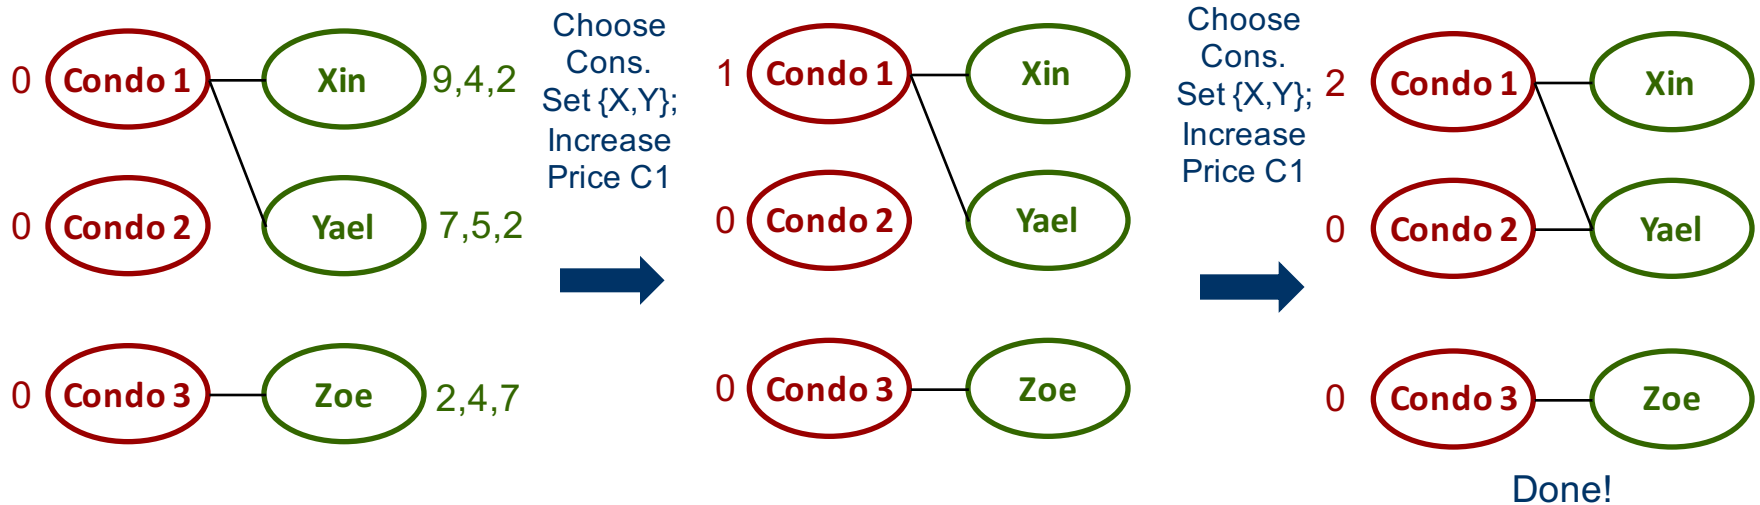 0 Condo 1 Xin 9,4,2
0 Condo 2 Yael 7,5,2
0 Condo 3 Zoe 2,4,7
Choose
Cons.
Set {X,Y};
Increase
Price C1
1 Condo 1 Xin
0 Condo 2 Yael
0 Condo 3 Zoe
Choose
Cons.
Set {X,Y};
Increase
Price C1
2 Condo 1 Xin
0 Condo 2 Yael
0 Condo 3 Zoe
Done!